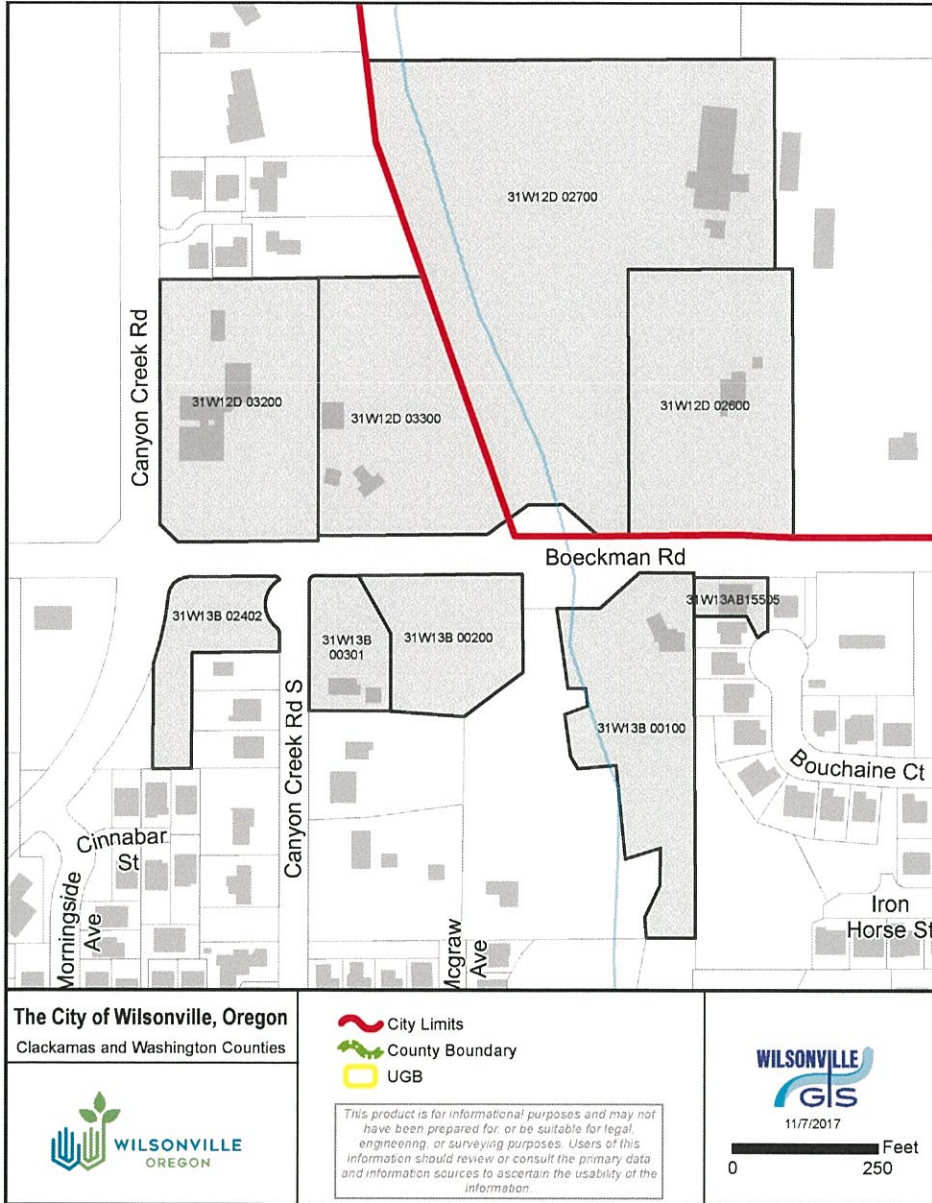 31W12D 02700
Canyon Creek Rd
31W12D 03200
31W12D 03300
31W12D 02600
Boeckman Rd
31W13B 02402
31W13B
00301
31W13B 00200
31W13AB15505
31W13B 00100
Canyon Creek Rd S
Bouchaine Ct
Cinnabar
St
Morningside
Ave
Mcgraw
Ave
Iron
Horse St
The City of Wilsonville, Oregon
Clackamas and Washington Counties
WILSONVILLE
OREGON
City Limits
County Boundary
UGB
This product is for informational purposes and may not
have been prepared for, or be suitable for legal,
engineering, or surveying purposes. Users of this
information should review or consult the primary data
and information sources to ascertain the usability of the
information.
WILSONVILLE
GIS
11/7/2017
Feet
0 250